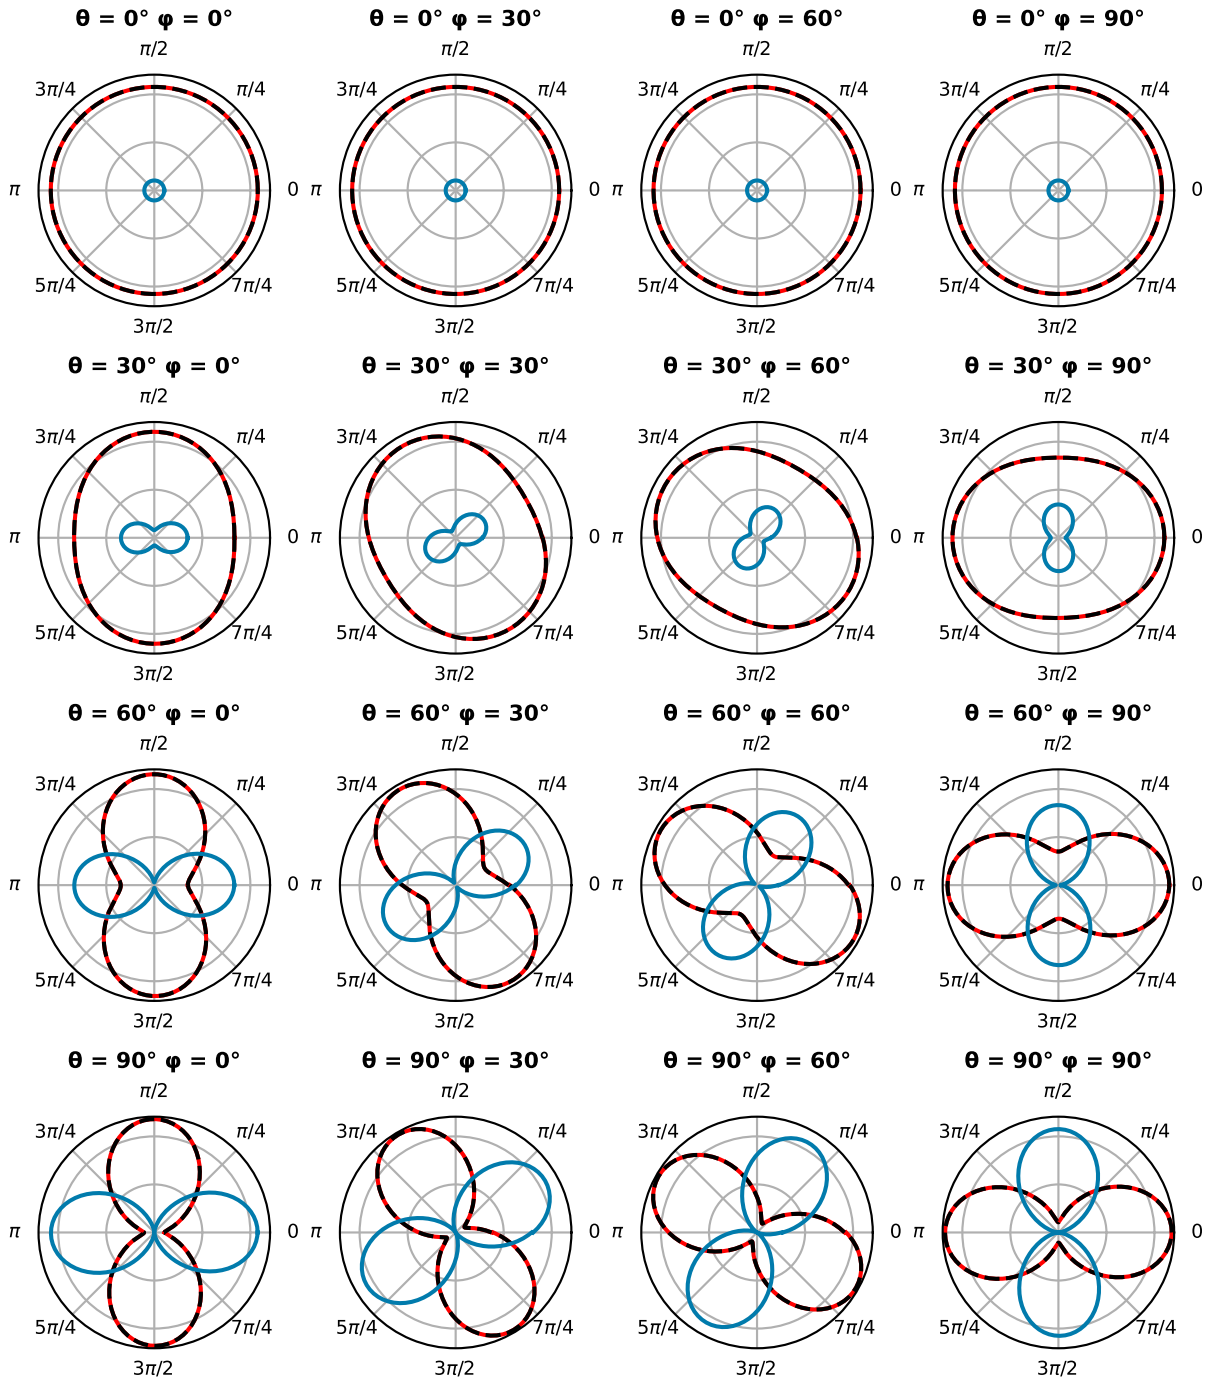 θ = 0° φ = 0°
π/2
3π/4 π/4
π 0
5π/4 7π/4
3π/2
θ = 0° φ = 30°
π/2
3π/4 π/4
π 0
5π/4 7π/4
3π/2
θ = 0° φ = 60°
π/2
3π/4 π/4
π 0
5π/4 7π/4
3π/2
θ = 0° φ = 90°
π/2
3π/4 π/4
π 0
5π/4 7π/4
3π/2
θ = 30° φ = 0°
π/2
3π/4 π/4
π 0
5π/4 7π/4
3π/2
θ = 30° φ = 30°
π/2
3π/4 π/4
π 0
5π/4 7π/4
3π/2
θ = 30° φ = 60°
π/2
3π/4 π/4
π 0
5π/4 7π/4
3π/2
θ = 30° φ = 90°
π/2
3π/4 π/4
π 0
5π/4 7π/4
3π/2
θ = 60° φ = 0°
π/2
3π/4 π/4
π 0
5π/4 7π/4
3π/2
θ = 60° φ = 30°
π/2
3π/4 π/4
π 0
5π/4 7π/4
3π/2
θ = 60° φ = 60°
π/2
3π/4 π/4
π 0
5π/4 7π/4
3π/2
θ = 60° φ = 90°
π/2
3π/4 π/4
π 0
5π/4 7π/4
3π/2
θ = 90° φ = 0°
π/2
3π/4 π/4
π 0
5π/4 7π/4
3π/2
θ = 90° φ = 30°
π/2
3π/4 π/4
π 0
5π/4 7π/4
3π/2
θ = 90° φ = 60°
π/2
3π/4 π/4
π 0
5π/4 7π/4
3π/2
θ = 90° φ = 90°
π/2
3π/4 π/4
π 0
5π/4 7π/4
3π/2